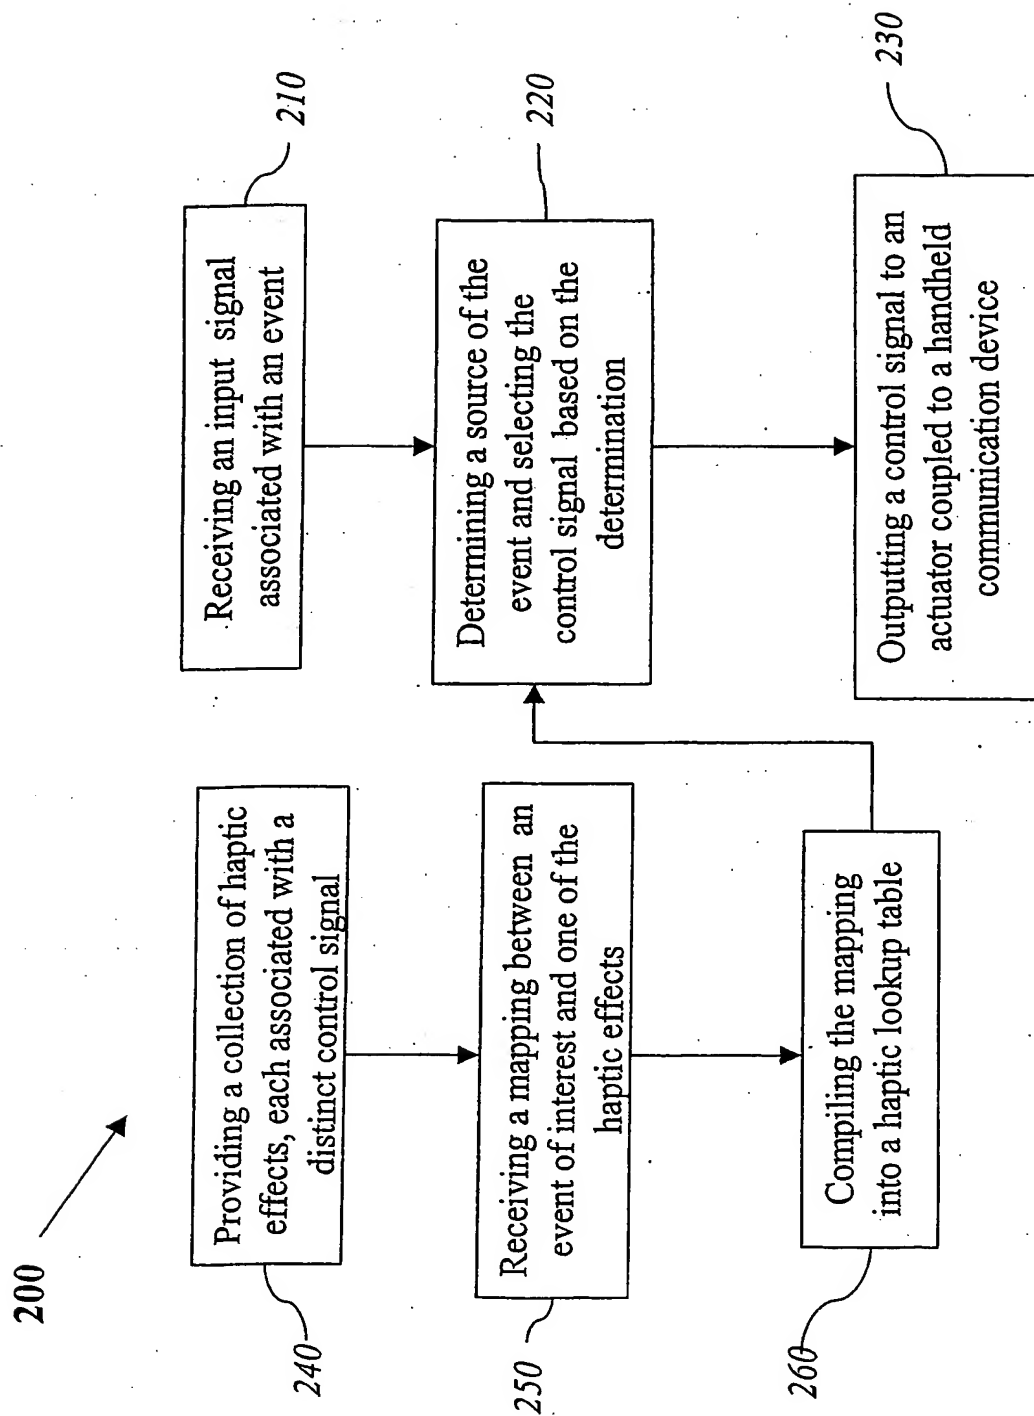 200
210
Receiving an input signal
associated with an event
220
Determining a source of the
event and selecting the
control signal based on the
determination
230
Outputting a control signal to an
actuator coupled to a handheld
communication device
240
Providing a collection of haptic
effects, each associated with a
distinct control signal
250
Receiving a mapping between an
event of interest and one of the
haptic effects
260
Compiling the mapping
into a haptic lookup table